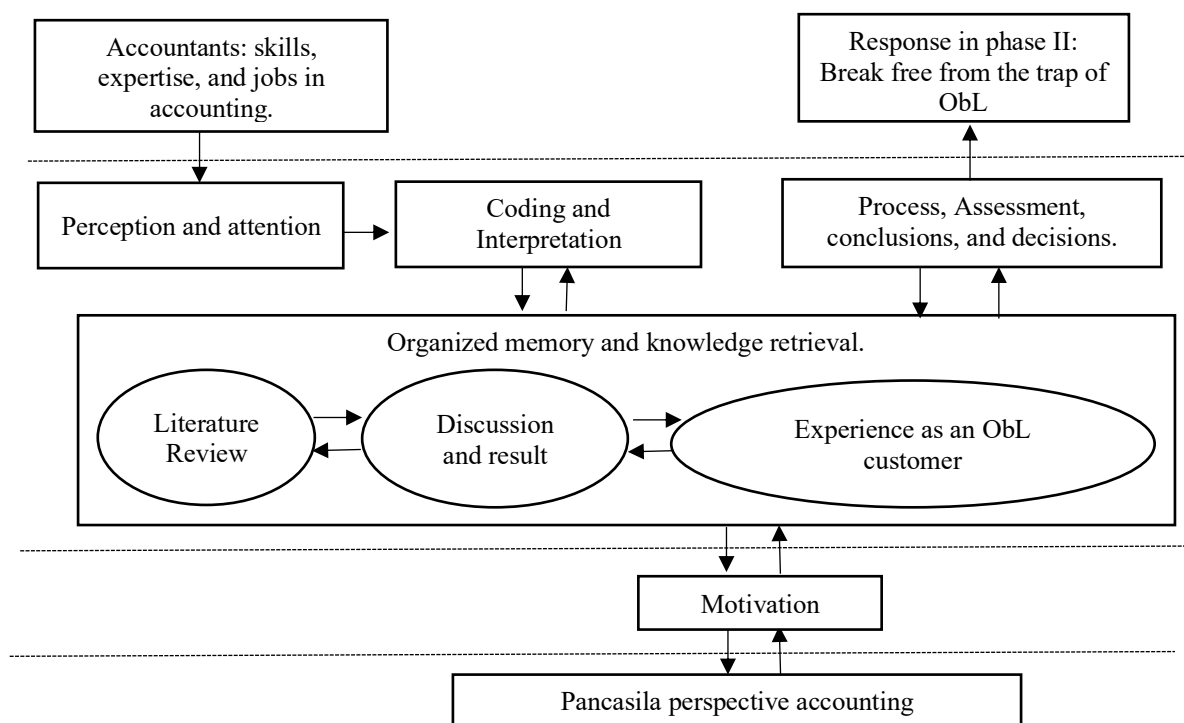 Accountants: skills,
expertise, and jobs in
accounting.
Response in phase II:
Break free from the trap of
ObL
Perception and attention
Coding and
Interpretation
Process, Assessment,
conclusions, and decisions.
Organized memory and knowledge retrieval.
Literature
Review
Discussion
and result
Experience as an ObL
customer
Motivation
Pancasila perspective accounting